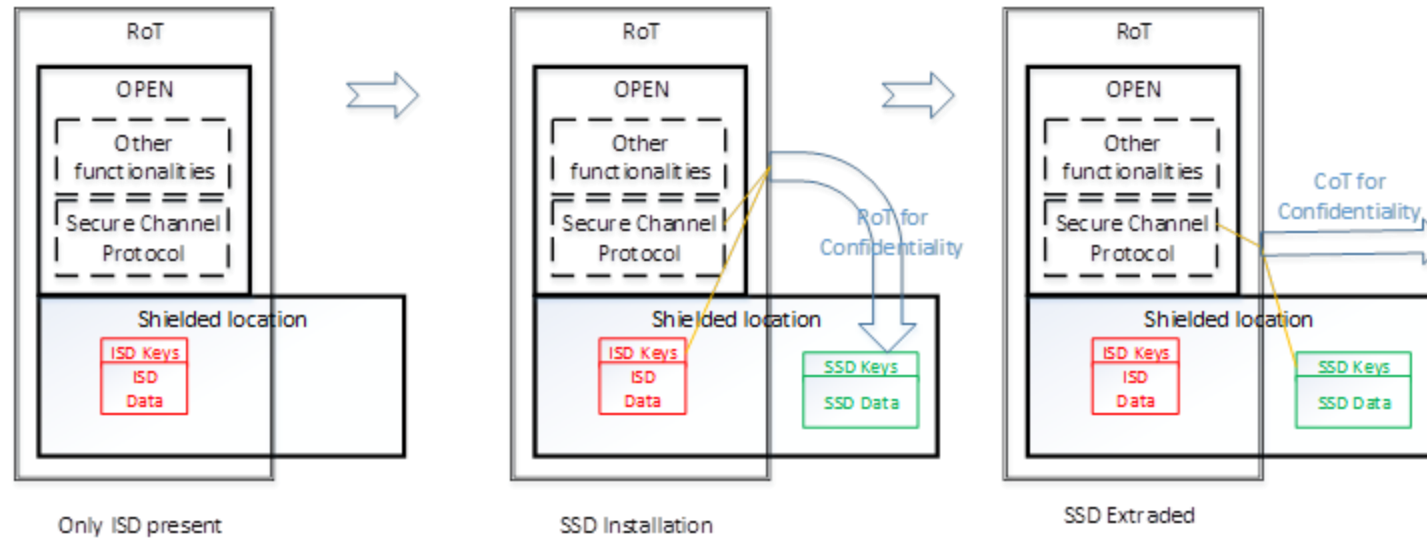 RoT
OPEN
Other
functionalities
Secure Channel
Protocol
Shielded location
ISD Keys
ISD
Data
Only ISD present
RoT
OPEN
Other
functionalities
Secure Channel
Protocol
RoT for
Confidentiality
Shielded location
ISD Keys
ISD
Data
SSD Keys
SSD Data
SSD Installation
RoT
OPEN
Other
functionalities
Secure Channel
Protocol
CoT for
Confidentiality
Shielded location
ISD Keys
ISD
Data
SSD Keys
SSD Data
SSD Extraded